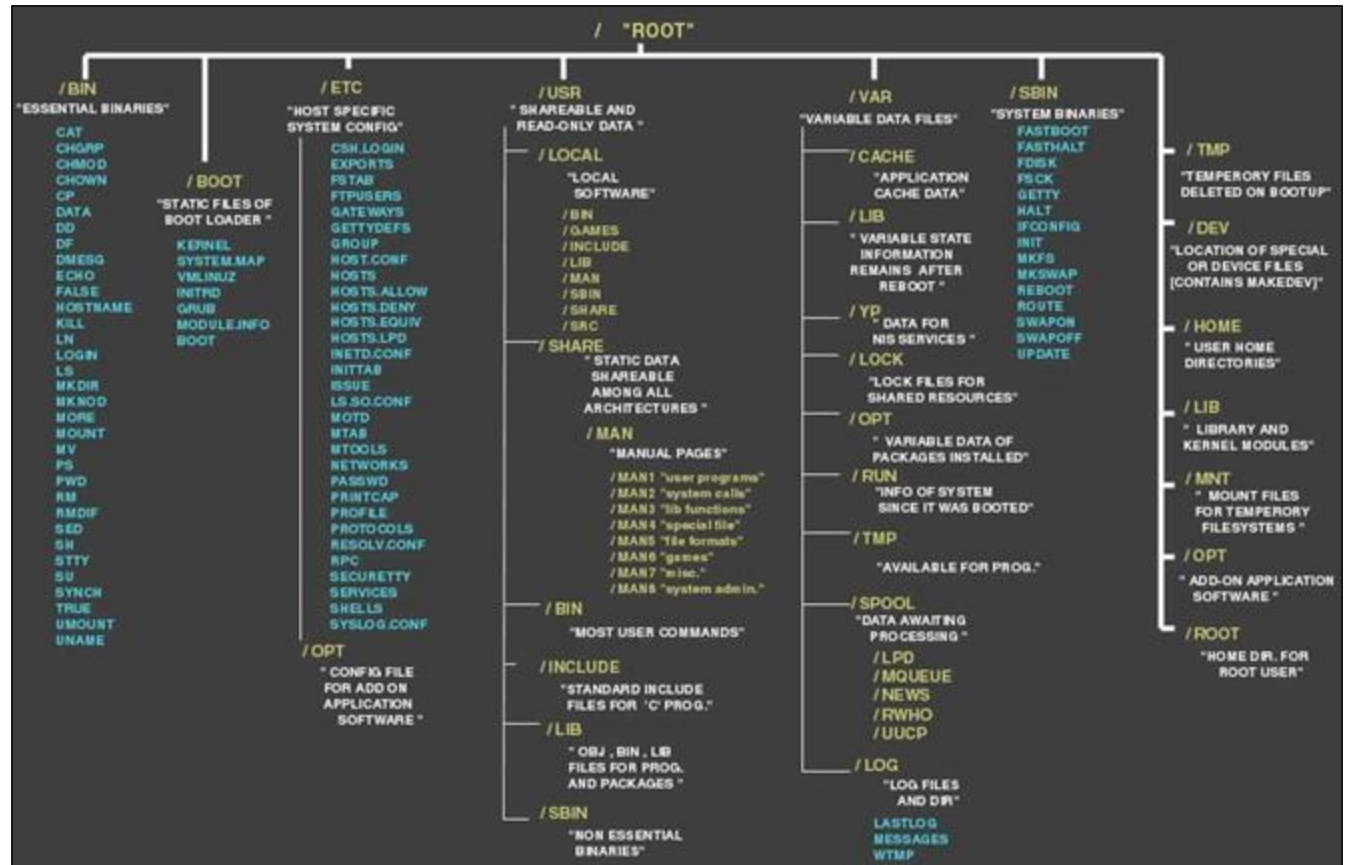 / "ROOT"
/BIN
"ESSENTIAL BINARIES"
CAT
CHGRP
CHMOD
CHOWN
CP
DATA
DD
DF
DMESG
ECHO
FALSE
HOSTNAME
KILL
LN
LOGIN
LS
MKDIR
MKNOD
MORE
MOUNT
MV
PS
PWD
RM
RMDIF
SED
SH
STTY
SU
SYNCH
TRUE
UMOUNT
UNAME
/BOOT
"STATIC FILES OF
BOOT LOADER "
KERNEL
SYSTEM.MAP
VMLINUZ
INITRD
GRUB
MODULE.INFO
BOOT
/ETC
"HOST SPECIFIC
SYSTEM CONFIG"
CSH.LOGIN
EXPORTS
FSTAB
FTPUSERS
GATEWAYS
GETTYDEFS
GROUP
HOST.CONF
HOSTS
HOSTS.ALLOW
HOSTS.DENY
HOSTS.EQUIV
HOSTS.LPD
INETD.CONF
INITTAB
ISSUE
LS.SO.CONF
MOTD
MTAB
MTOOLS
NETWORKS
PASSWD
PRINTCAP
PROFILE
PROTOCOLS
RESOLV.CONF
RPC
SECURETTY
SERVICES
SHELLS
SYSLOG.CONF
/OPT
" CONFIG FILE
FOR ADD ON
APPLICATION
SOFTWARE "
/USR
" SHAREABLE AND
READ-ONLY DATA "
/LOCAL
"LOCAL
SOFTWARE"
/BIN
/GAMES
/INCLUDE
/LIB
/MAN
/SBIN
/SHARE
/SRC
/SHARE
" STATIC DATA
SHAREABLE
AMONG ALL
ARCHITECTURES "
/MAN
"MANUAL PAGES"
/MAN1 "user programs"
/MAN2 "system calls"
/MAN3 "lib functions"
/MAN4 "special file"
/MAN5 "file formats"
/MAN6 "games"
/MAN7 "misc."
/MAN8 "system admin."
/BIN
"MOST USER COMMANDS"
/INCLUDE
"STANDARD INCLUDE
FILES FOR 'C' PROG."
/LIB
" OBJ , BIN , LIB
FILES FOR PROG.
AND PACKAGES "
/SBIN
"NON ESSENTIAL
BINARIES"
/VAR
"VARIABLE DATA FILES"
/CACHE
"APPLICATION
CACHE DATA"
/LIB
" VARIABLE STATE
INFORMATION
REMAINS AFTER
REBOOT "
/YP
" DATA FOR
NIS SERVICES "
/LOCK
"LOCK FILES FOR
SHARED RESOURCES"
/OPT
" VARIABLE DATA OF
PACKAGES INSTALLED"
/RUN
"INFO OF SYSTEM
SINCE IT WAS BOOTED"
/TMP
"AVAILABLE FOR PROG."
/SPOOL
"DATA AWAITING
PROCESSING "
/LPD
/MQUEUE
/NEWS
/RWHO
/UUCP
/LOG
"LOG FILES
AND DIR"
LASTLOG
MESSAGES
WTMP
/SBIN
"SYSTEM BINARIES"
FASTBOOT
FASTHALT
FDISK
FSCK
GETTY
HALT
IFCONFIG
INIT
MKFS
MKSWAP
REBOOT
ROUTE
SWAPON
SWAPOFF
UPDATE
/TMP
"TEMPERORY FILES
DELETED ON BOOTUP"
/DEV
"LOCATION OF SPECIAL
OR DEVICE FILES
[CONTAINS MAKEDEV]"
/HOME
" USER HOME
DIRECTORIES"
/LIB
" LIBRARY AND
KERNEL MODULES"
/MNT
" MOUNT FILES
FOR TEMPERORY
FILESYSTEMS "
/OPT
" ADD-ON APPLICATION
SOFTWARE "
/ROOT
"HOME DIR. FOR
ROOT USER"